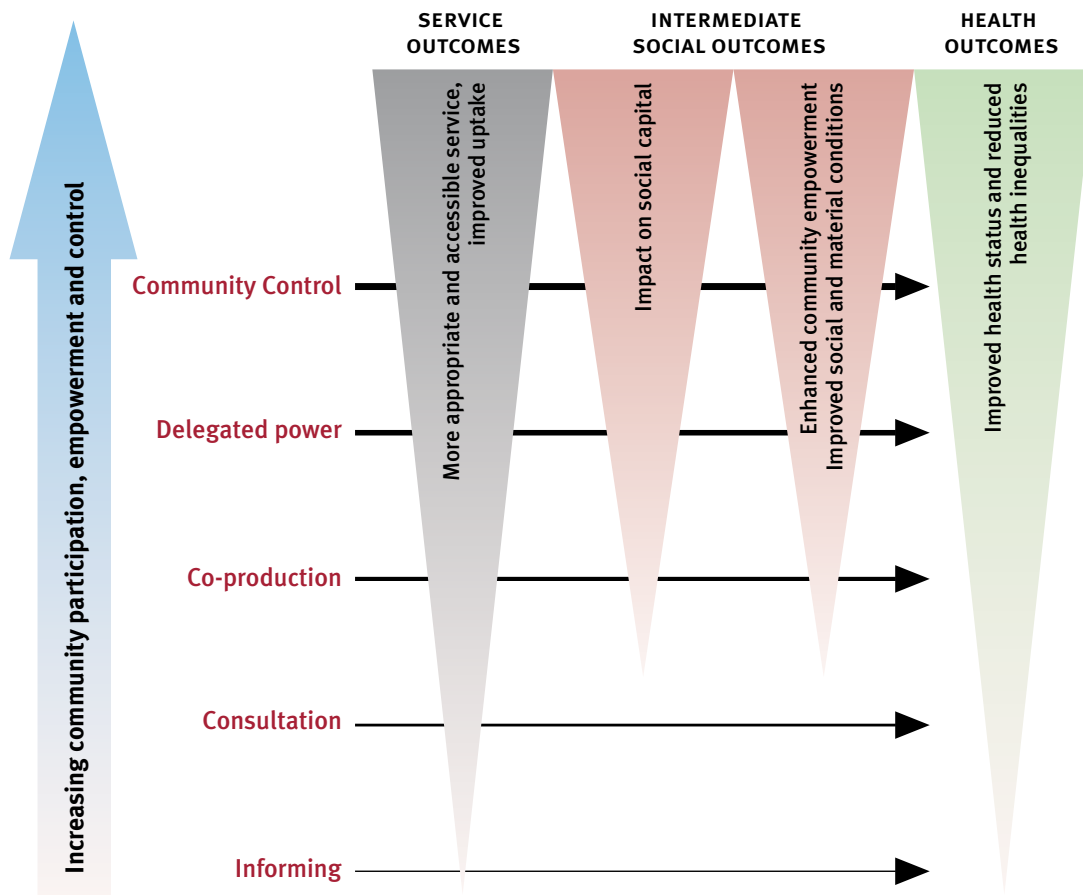 SERVICE
OUTCOMES
INTERMEDIATE
SOCIAL OUTCOMES
HEALTH
OUTCOMES
Increasing community participation, empowerment and control
More appropriate and accessible service,
improved uptake
Impact on social capital
Enhanced community empowerment
Improved social and material conditions
Improved health status and reduced
health inequalities
Community Control
Delegated power
Co-production
Consultation
Informing